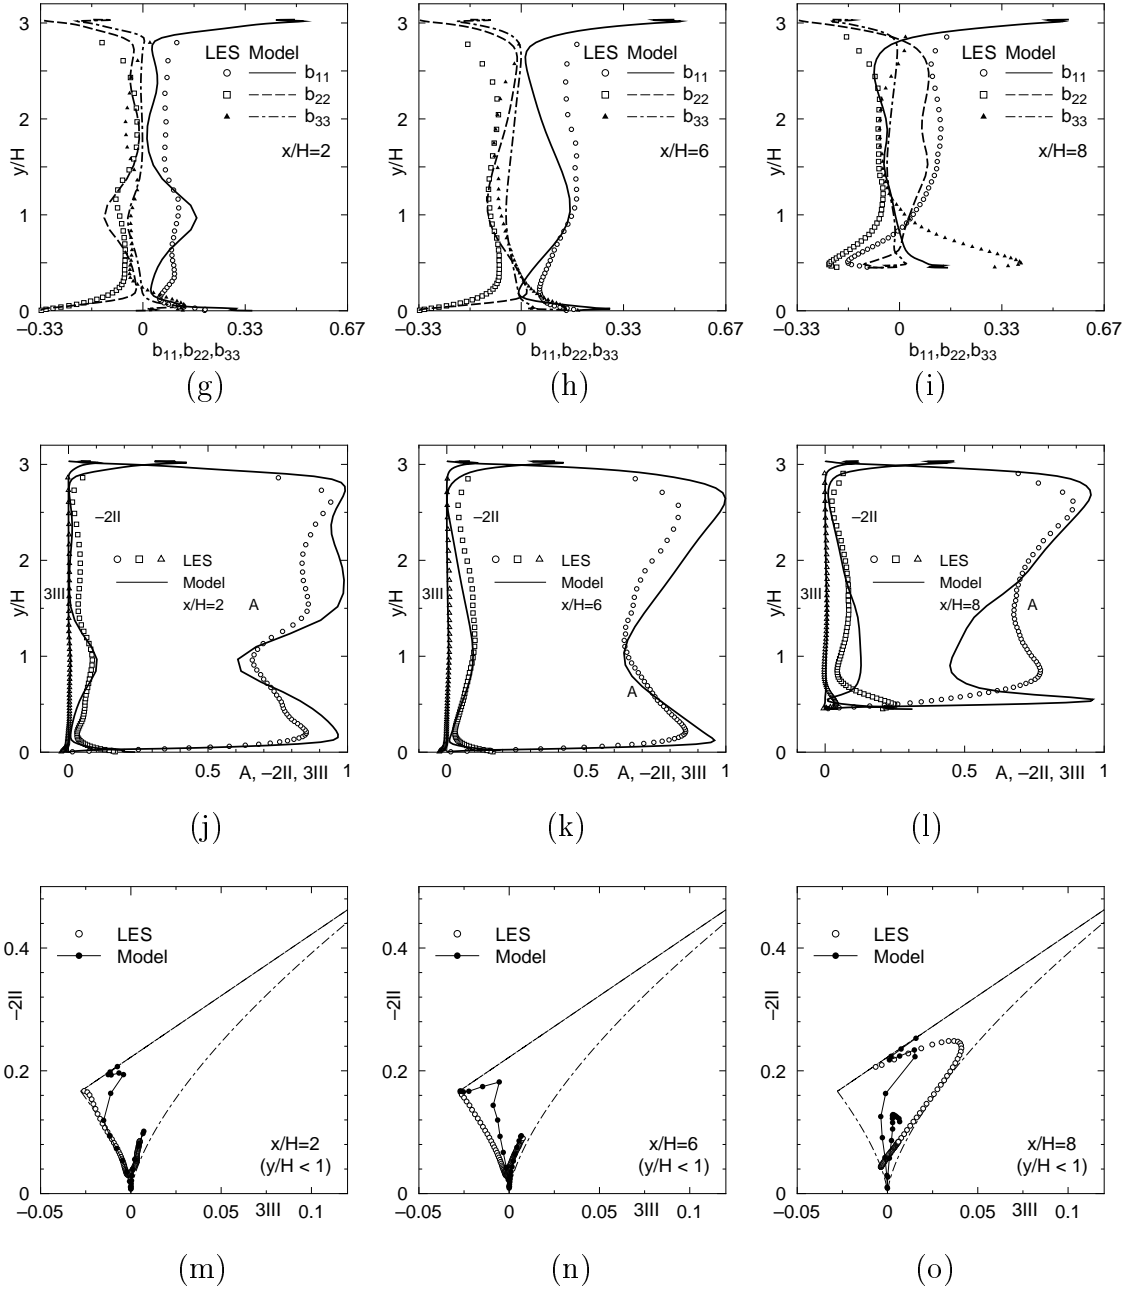 3
2
1
0
y/H
LES Model
b11
b22
b33
x/H=2
−0.33 0 0.33 0.67
b11,b22,b33
(g)
3
2
1
0
y/H
LES Model
b11
b22
b33
x/H=6
−0.33 0 0.33 0.67
b11,b22,b33
(h)
3
2
1
0
y/H
LES Model
b11
b22
b33
x/H=8
−0.33 0 0.33 0.67
b11,b22,b33
(i)
3
2
1
0
y/H
−2II
LES
Model
3III
x/H=2
A
0 0.5 1
A, −2II, 3III
(j)
3
2
1
0
y/H
−2II
LES
Model
3III
x/H=6
A
0 0.5 1
A, −2II, 3III
(k)
3
2
1
0
y/H
−2II
LES
Model
3III
x/H=8
A
0 0.5 1
A, −2II, 3III
(l)
0.4
0.2
0
−2II
LES
Model
x/H=2
(y/H < 1)
−0.05 0 0.05 0.1
3III
(m)
0.4
0.2
0
−2II
LES
Model
x/H=6
(y/H < 1)
−0.05 0 0.05 0.1
3III
(n)
0.4
0.2
0
−2II
LES
Model
x/H=8
(y/H < 1)
−0.05 0 0.05 0.1
3III
(o)